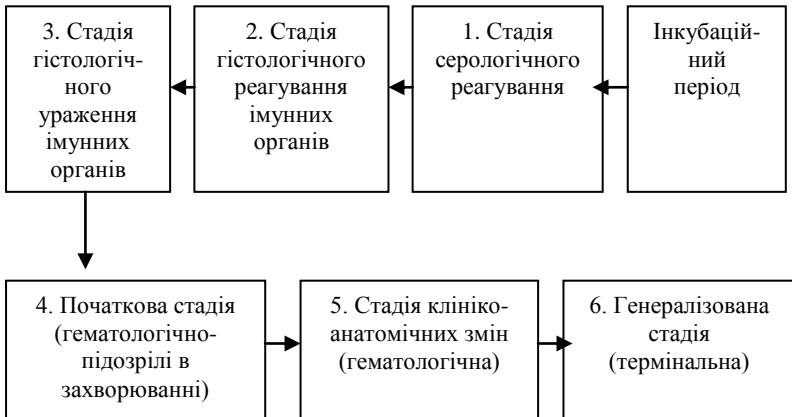 3. Стадія
гістологіч-
ного
ураження
імунних
органів
2. Стадія
гістологічного
реагування
імунних
органів
1. Стадія
серологічного
реагування
Інкубацій-
ний
період
4. Початкова стадія
(гематологічно-
підозрілі в
захворюванні)
5. Стадія клініко-
анатомічних змін
(гематологічна)
6. Генералізована
стадія
(термінальна)